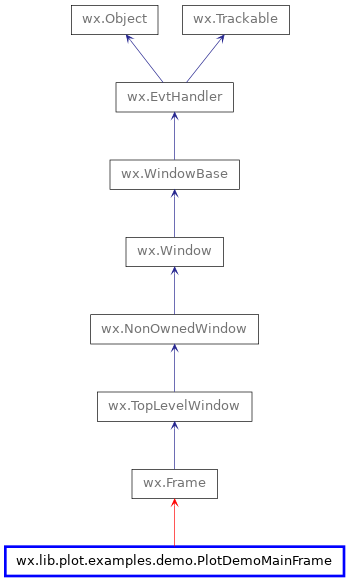 wx.Object
wx.Trackable
wx.EvtHandler
wx.WindowBase
wx.Window
wx.NonOwnedWindow
wx.TopLevelWindow
wx.Frame
wx.lib.plot.examples.demo.PlotDemoMainFrame